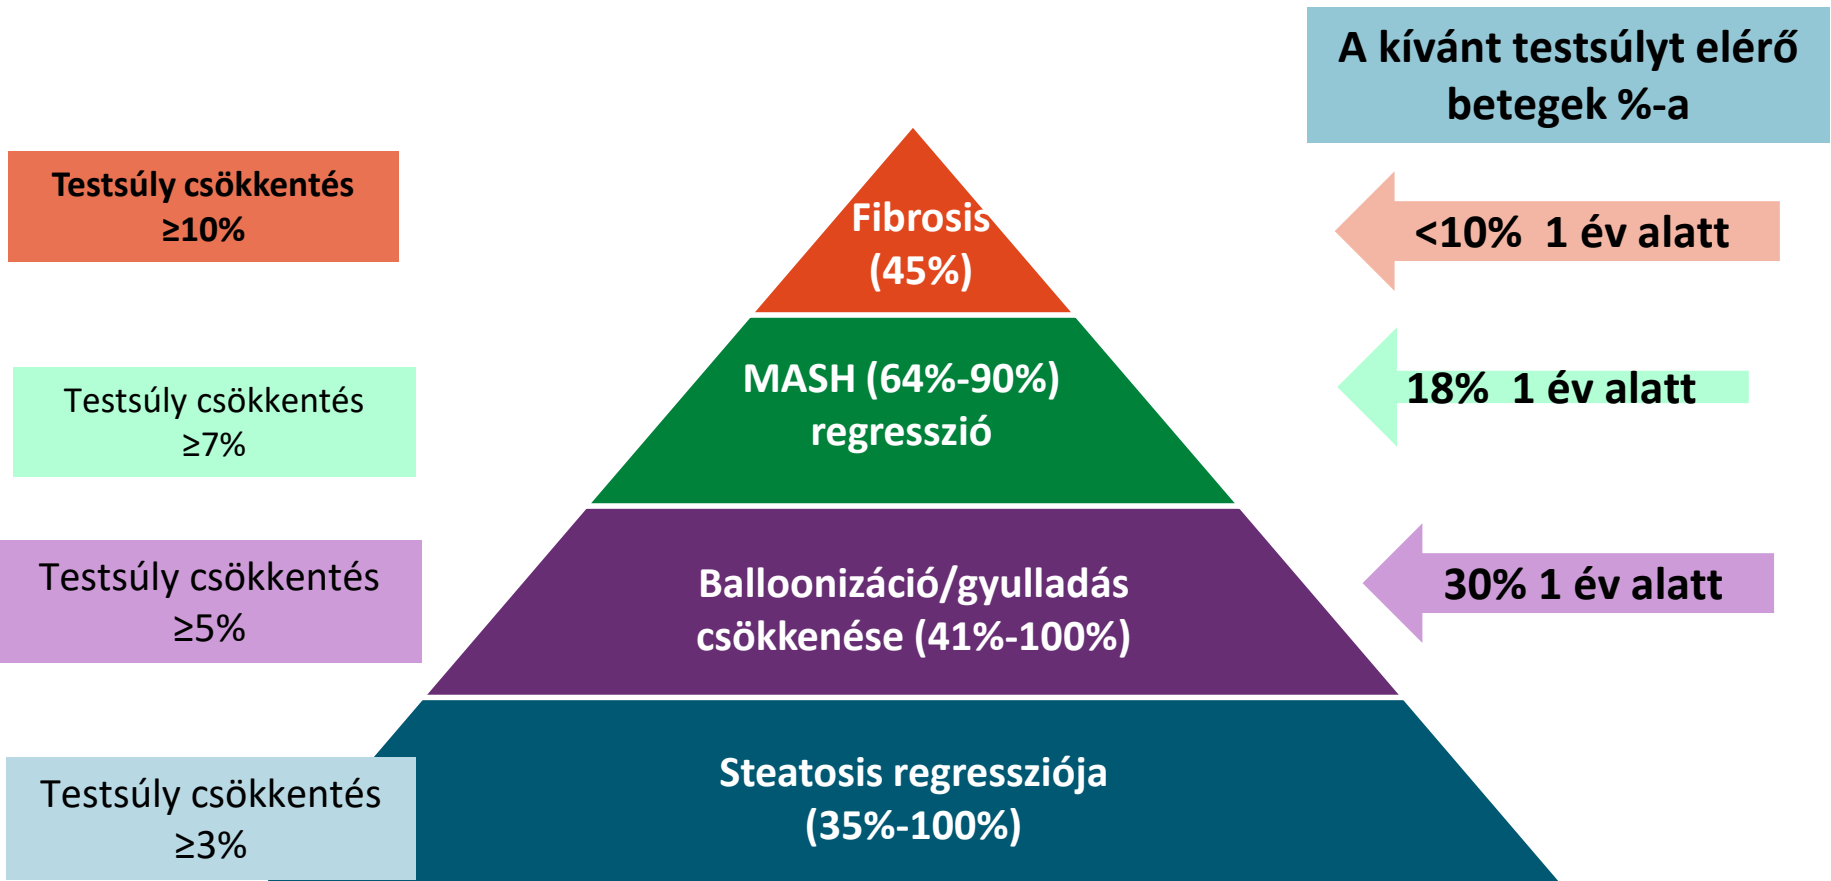 A kívánt testsúlyt elérő
betegek %-a
Testsúly csökkentés
≥10%
Fibrosis
(45%)
<10%  1 év alatt
Testsúly csökkentés
≥7%
MASH (64%-90%)
regresszió
18%  1 év alatt
Testsúly csökkentés
≥5%
Balloonizáció/gyulladás
csökkenése (41%-100%)
30% 1 év alatt
Testsúly csökkentés
≥3%
Steatosis regressziója
(35%-100%)